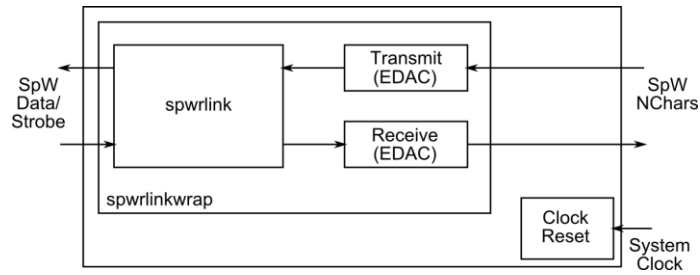 Transmit
(EDAC)
SpW
Data/
Strobe
spwrlink
SpW
NChars
Receive
(EDAC)
spwrlinkwrap
Clock
Reset
System
Clock